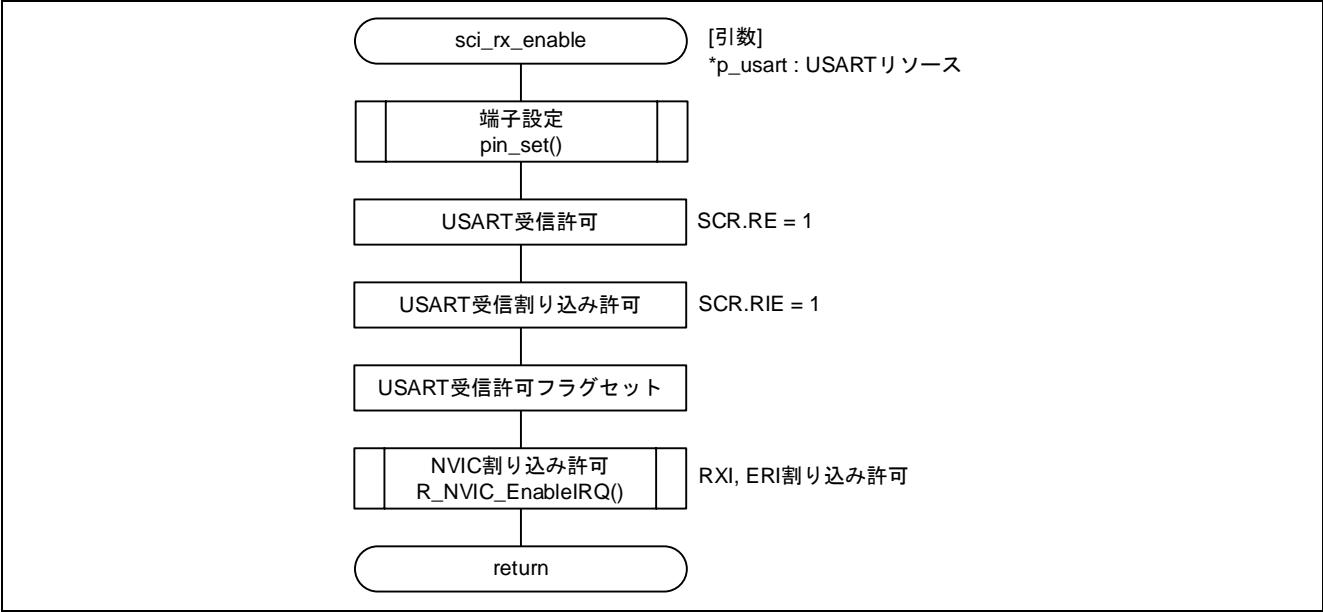 sci_rx_enable
[引数]
*p_usart : USARTリソース
端子設定
pin_set()
USART受信許可
SCR.RE = 1
USART受信割り込み許可
SCR.RIE = 1
USART受信許可フラグセット
NVIC割り込み許可
R_NVIC_EnableIRQ()
RXI, ERI割り込み許可
return